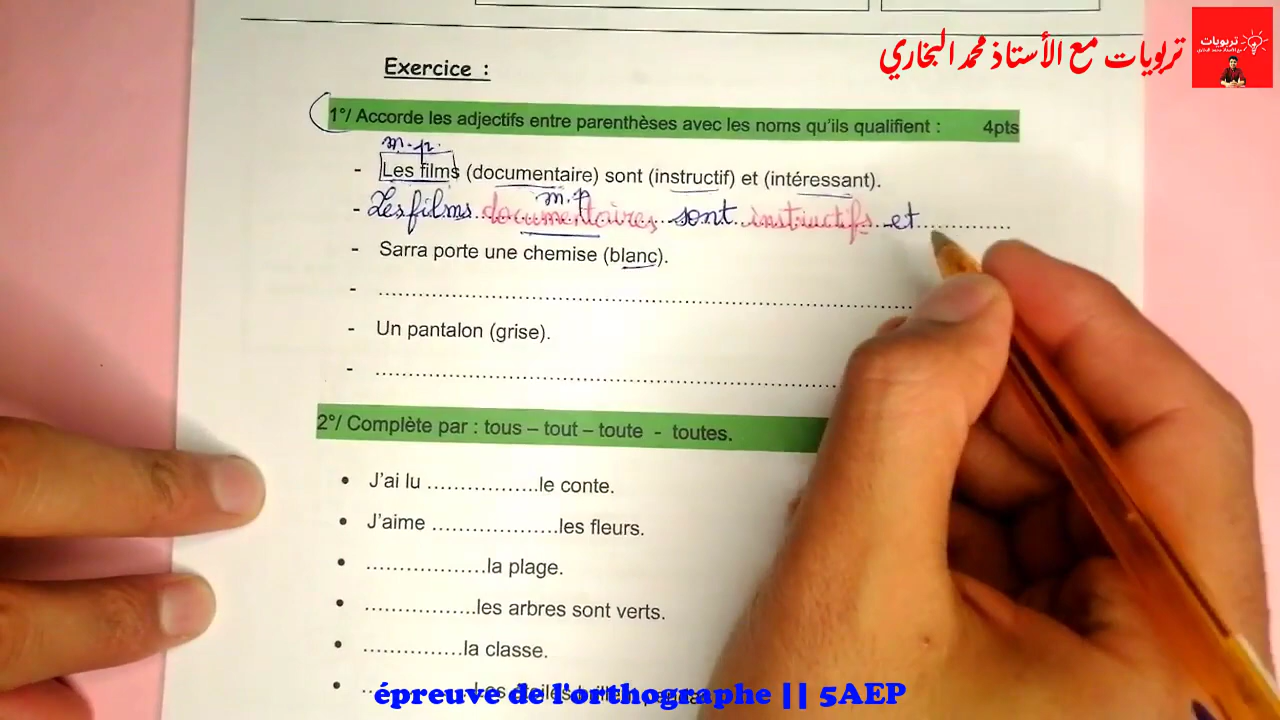 تربويات مع الأستاذ محمد البخاري
تربويات
Exercice :
1°/ Accorde les adjectifs entre parenthèses avec les noms qu'ils qualifient : 4pts
m.p.
- Les films (documentaire) sont (instructif) et (intéressant).
m.p
- Les films documentaires sont instructifs et
- Sarra porte une chemise (blanc).
- Un pantalon (grise).
2°/ Complète par : tous – tout – toute - toutes.
• J'ai lu ..................le conte.
• J'aime ....................les fleurs.
• ...................la plage.
• ..................les arbres sont verts.
• ................la classe.
épreuve de l'orthographe || 5AEP